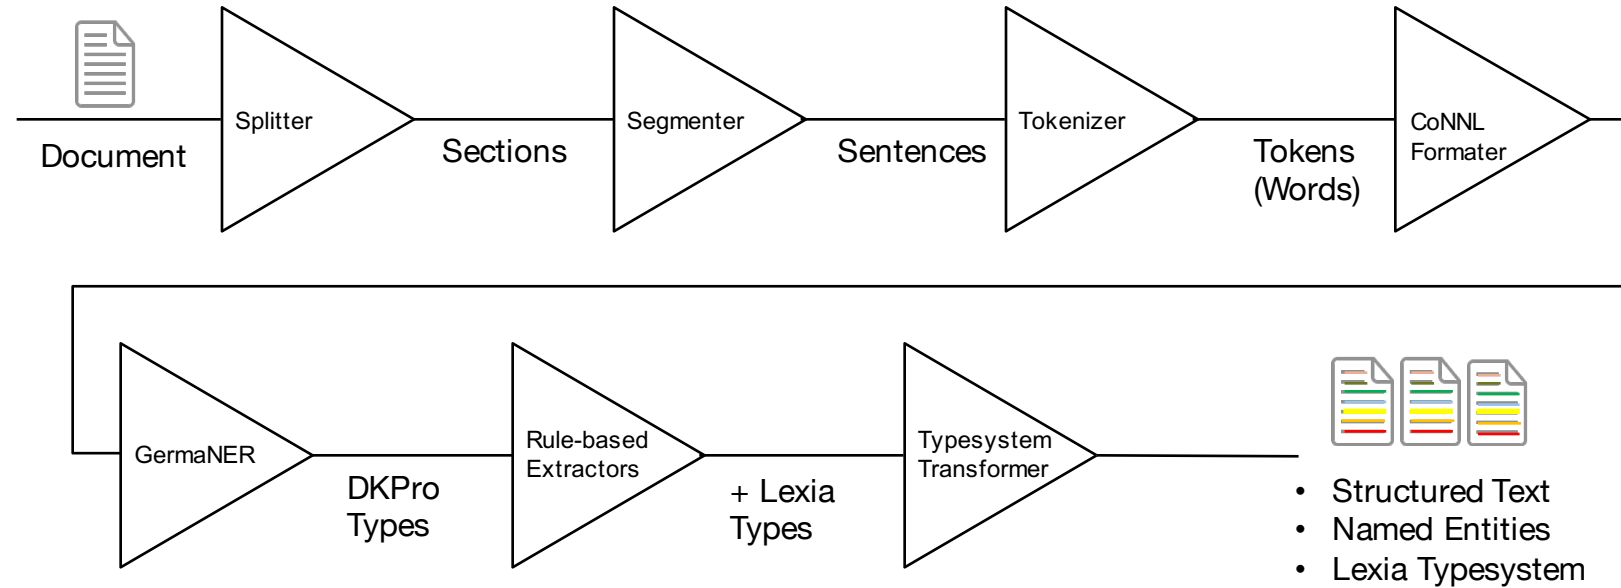 Splitter
Segmenter
Tokenizer
CoNNL
Formater
Document
Sections
Sentences
Tokens
(Words)
GermaNER
Rule-based
Extractors
Typesystem
Transformer
DKPro
Types
+ Lexia
Types
• Structured Text
• Named Entities
• Lexia Typesystem